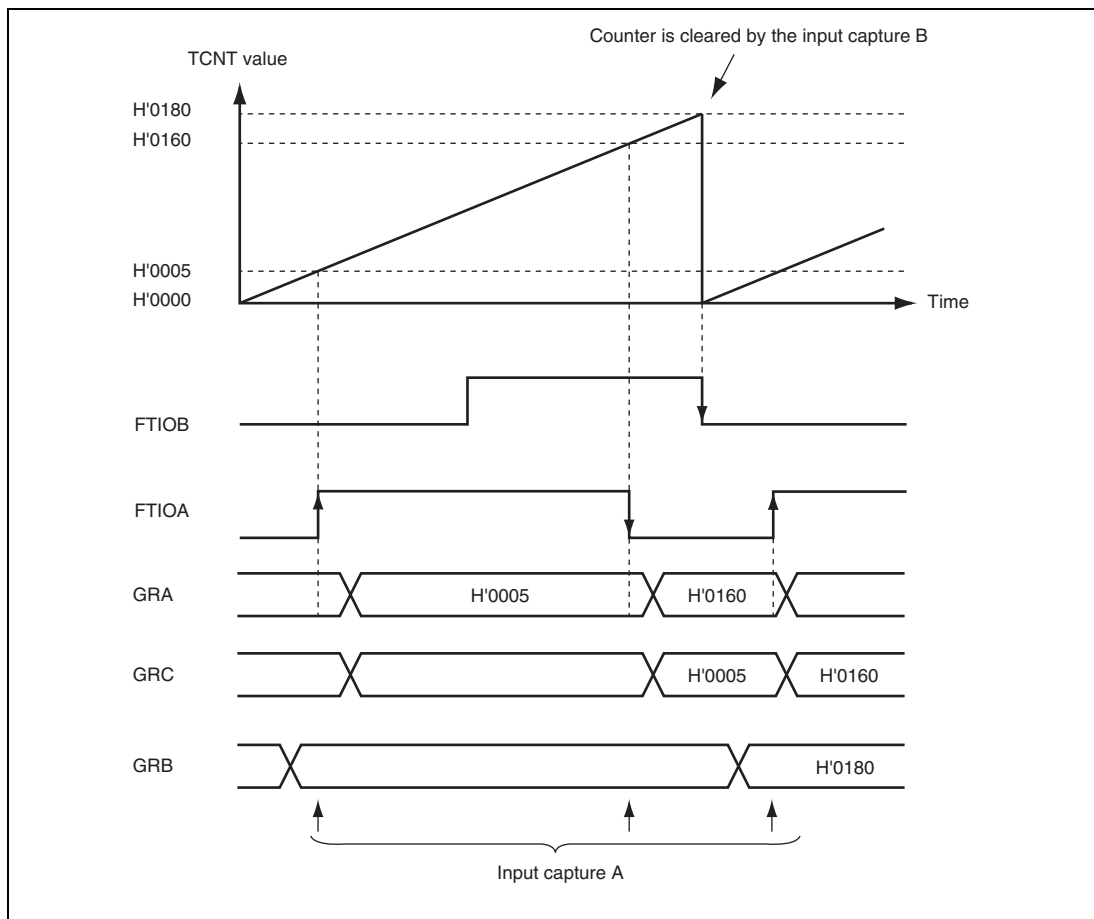 Counter is cleared by the input capture B
TCNT value
H'0180
H'0160
H'0005
H'0000
Time
FTIOB
FTIOA
GRA
H'0005
H'0160
GRC
H'0005
H'0160
GRB
H'0180
Input capture A